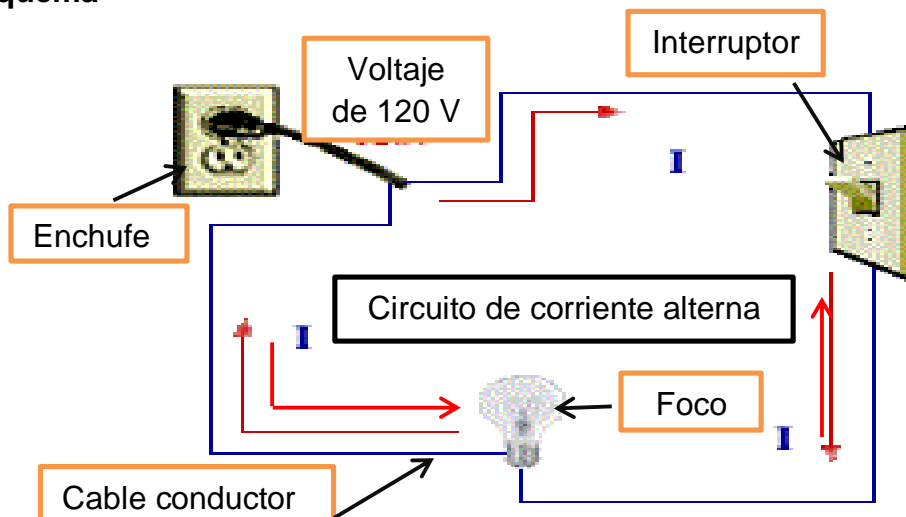 Voltaje
de 120 V
Interruptor
Enchufe
I
Circuito de corriente alterna
I
Foco
I
Cable conductor